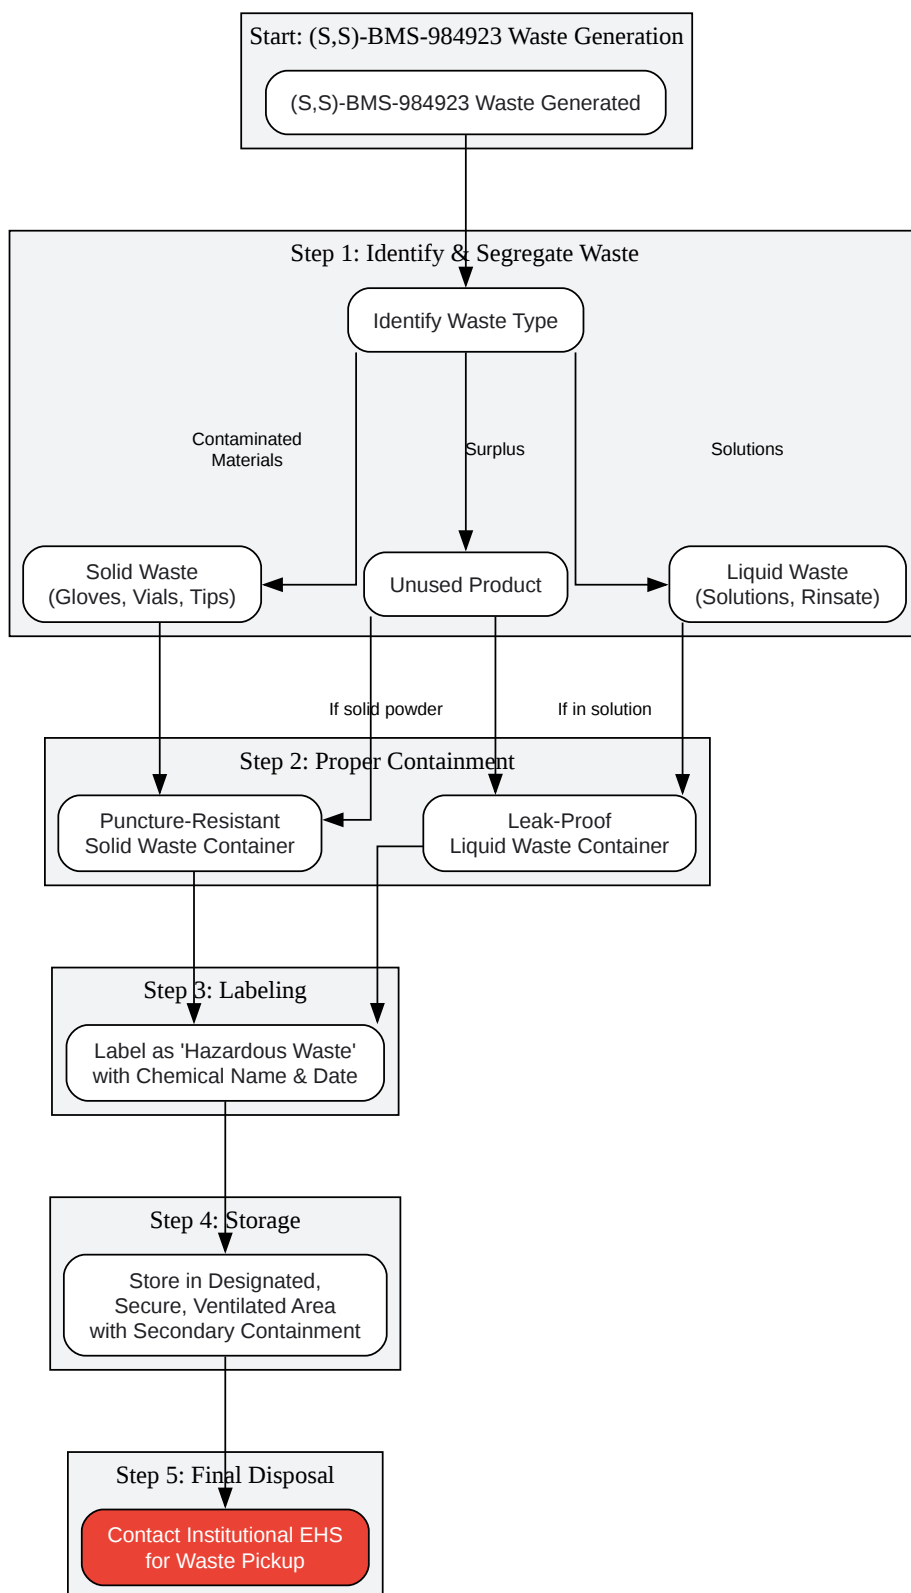 Start: (S,S)-BMS-984923 Waste Generation
(S,S)-BMS-984923 Waste Generated
Step 1: Identify & Segregate Waste
Identify Waste Type
Contaminated
Materials
Surplus
Solutions
Solid Waste
(Gloves, Vials, Tips)
Unused Product
Liquid Waste
(Solutions, Rinsate)
If solid powder
If in solution
Step 2: Proper Containment
Puncture-Resistant
Solid Waste Container
Leak-Proof
Liquid Waste Container
Step 3: Labeling
Label as 'Hazardous Waste'
with Chemical Name & Date
Step 4: Storage
Store in Designated,
Secure, Ventilated Area
with Secondary Containment
Step 5: Final Disposal
Contact Institutional EHS
for Waste Pickup